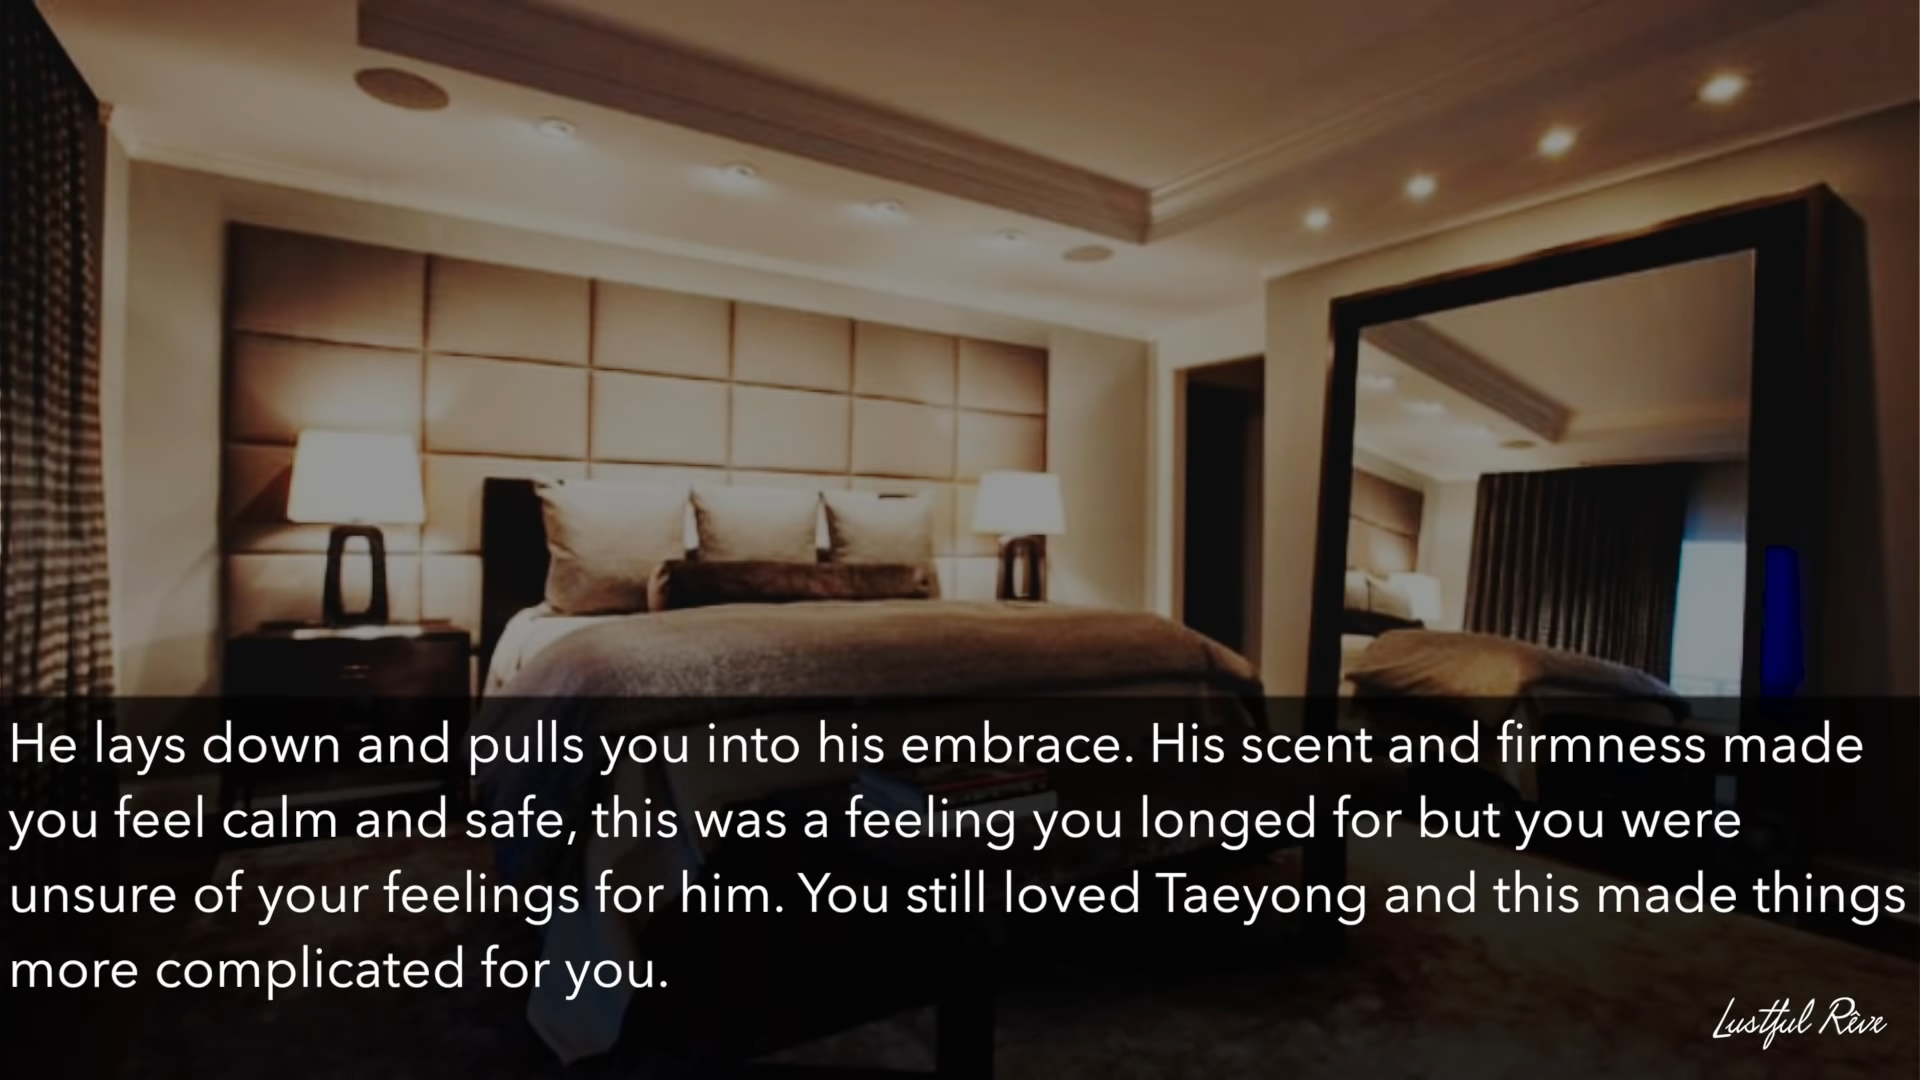 He lays down and pulls you into his embrace. His scent and firmness made
you feel calm and safe, this was a feeling you longed for but you were
unsure of your feelings for him. You still loved Taeyong and this made things
more complicated for you.
Lustful Rêve